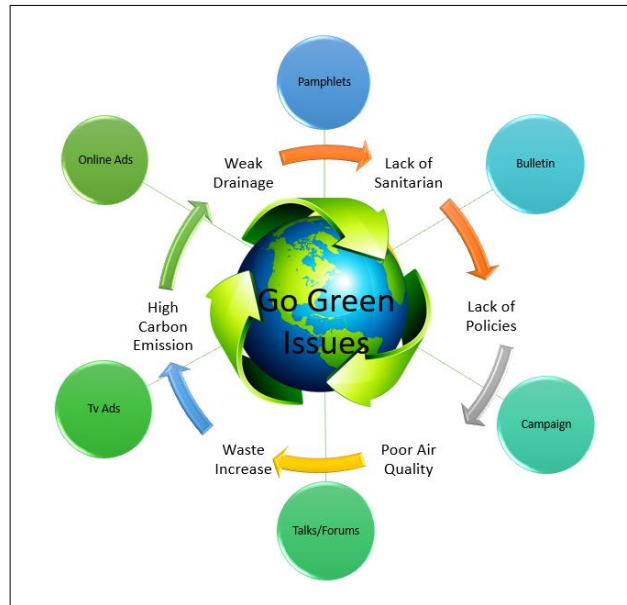 Pamphlets
Online Ads
Bulletin
Weak
Drainage
Lack of
Sanitarian
High
Carbon
Emission
Go Green
Issues
Lack of
Policies
Tv Ads
Campaign
Waste
Increase
Poor Air
Quality
Talks/Forums